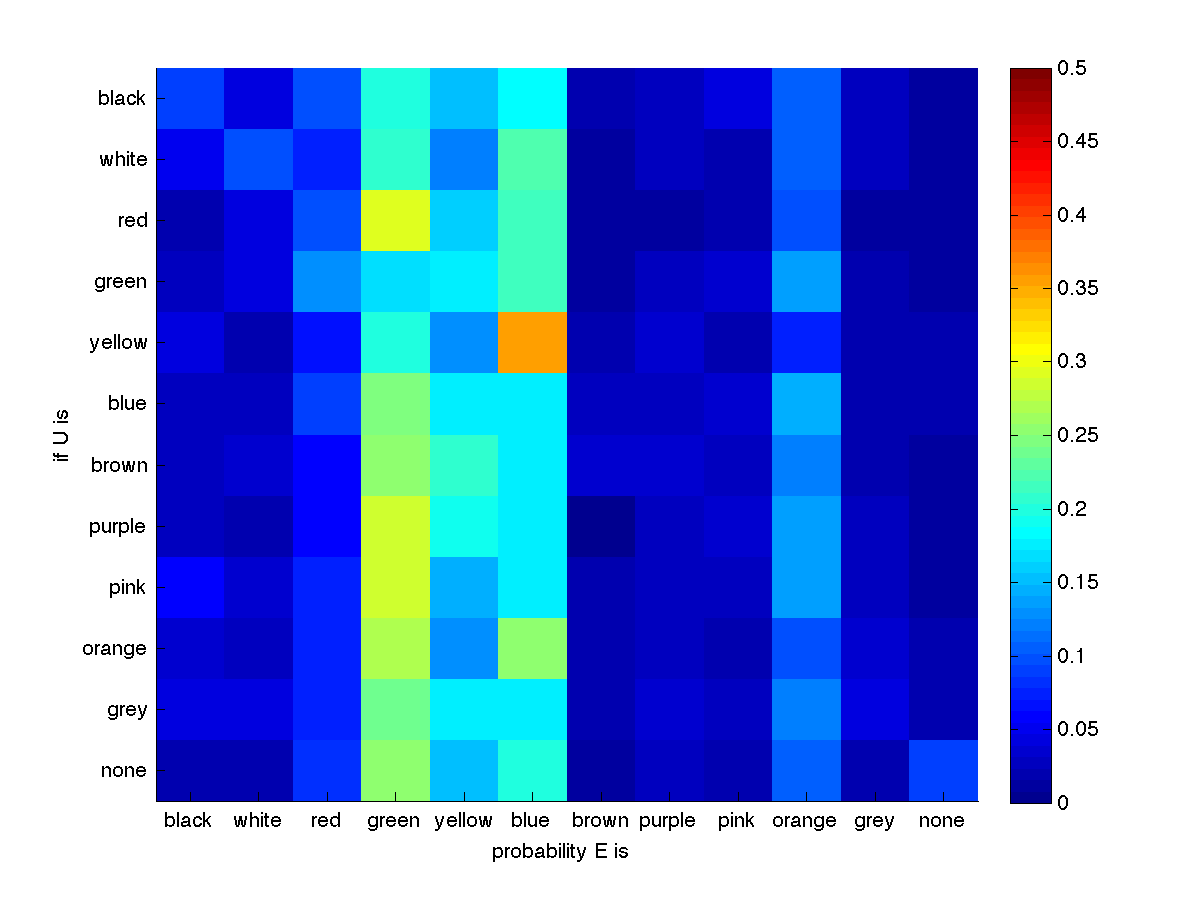 black
white
red
green
yellow
blue
brown
purple
pink
orange
grey
none
if U is
black white red green yellow blue brown purple pink orange grey none
probability E is
0.5
0.45
0.4
0.35
0.3
0.25
0.2
0.15
0.1
0.05
0